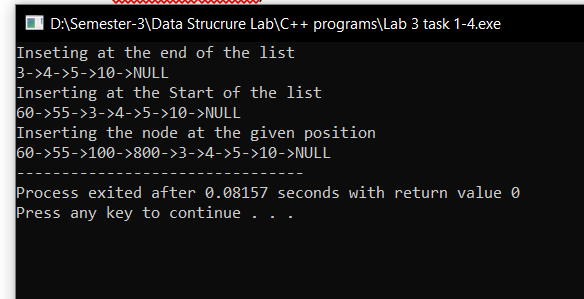 D:\Semester-3\Data Strucrure Lab\C++ programs\Lab 3 task 1-4.exe
Inseting at the end of the list
3->4->5->10->NULL
Inserting at the Start of the list
60->55->3->4->5->10->NULL
Inserting the node at the given position
60->55->100->800->3->4->5->10->NULL
--------------------------------
Process exited after 0.08157 seconds with return value 0
Press any key to continue . . .